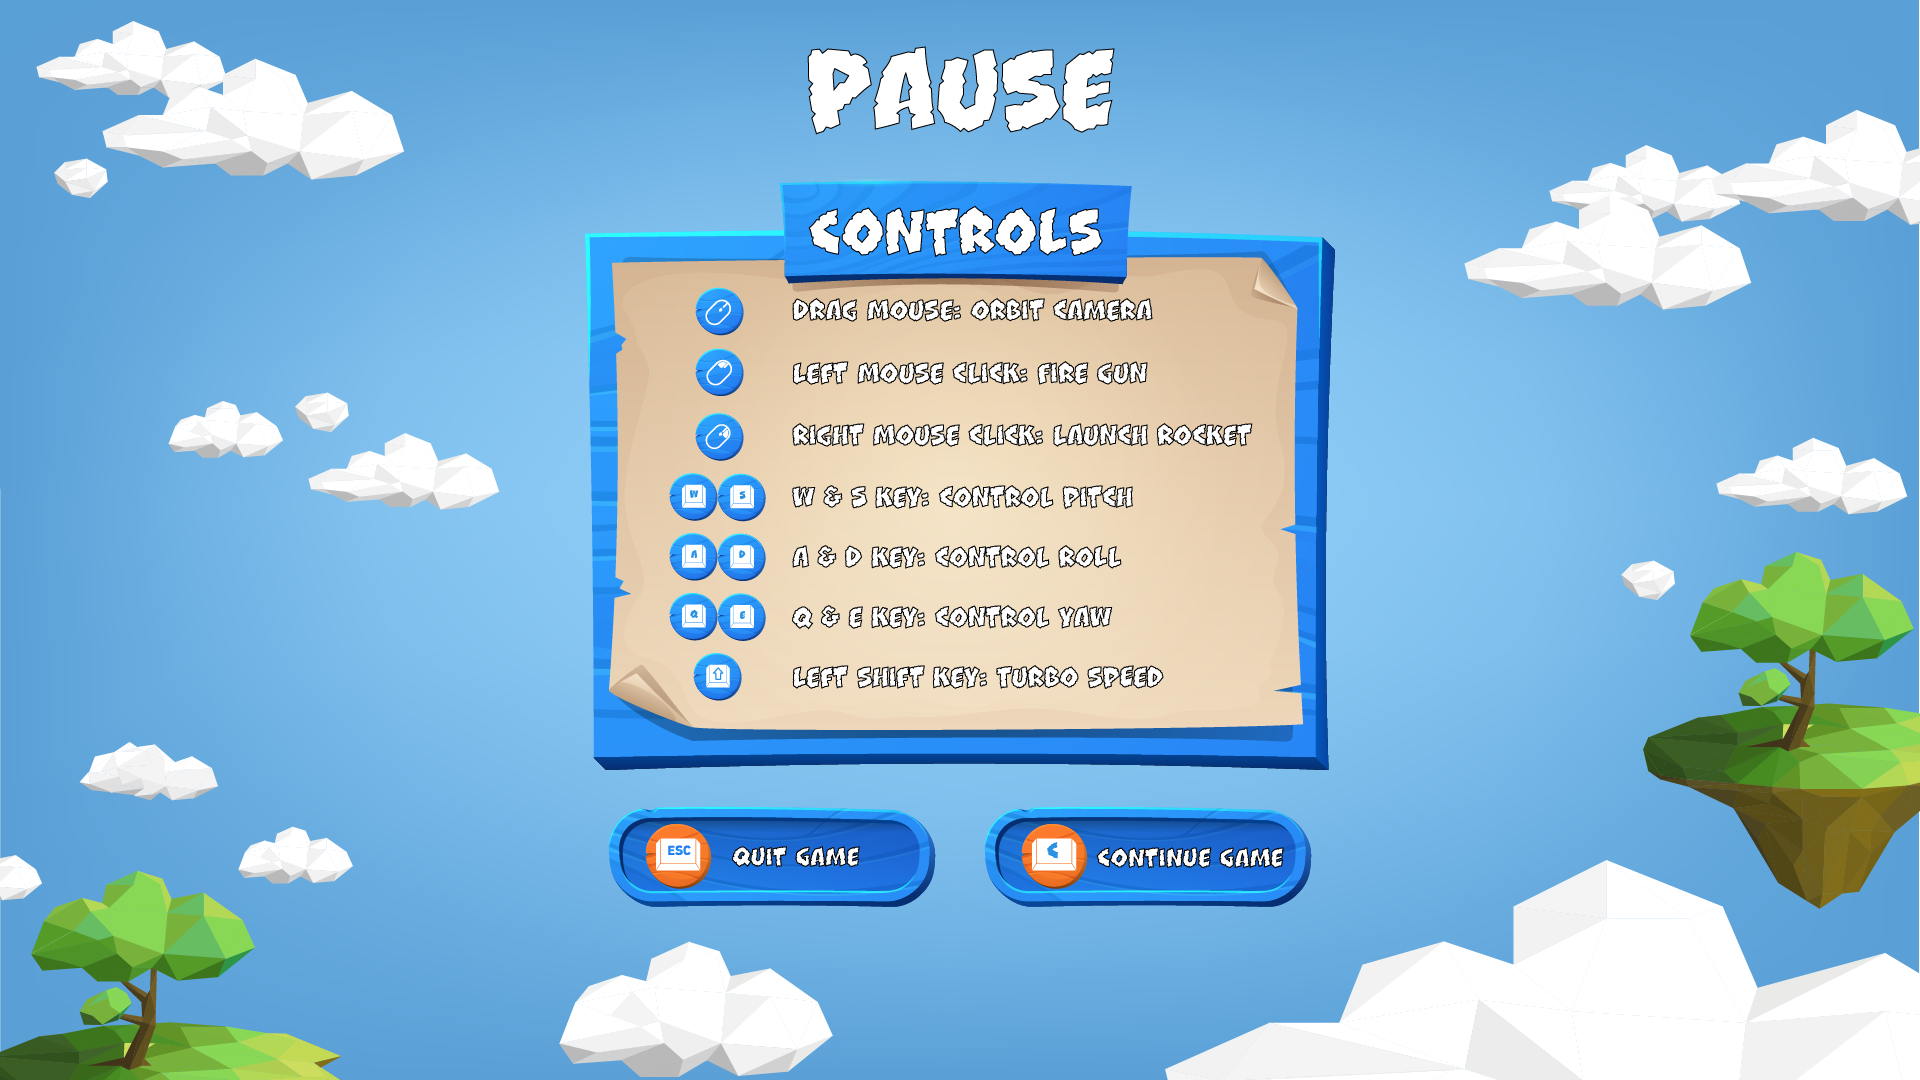 PAUSE
CONTROLS
DRAG MOUSE: ORBIT CAMERA
LEFT MOUSE CLICK: FIRE GUN
RIGHT MOUSE CLICK: LAUNCH ROCKET
W S W & S KEY: CONTROL PITCH
A D A & D KEY: CONTROL ROLL
Q E Q & E KEY: CONTROL YAW
LEFT SHIFT KEY: TURBO SPEED
ESC QUIT GAME
CONTINUE GAME